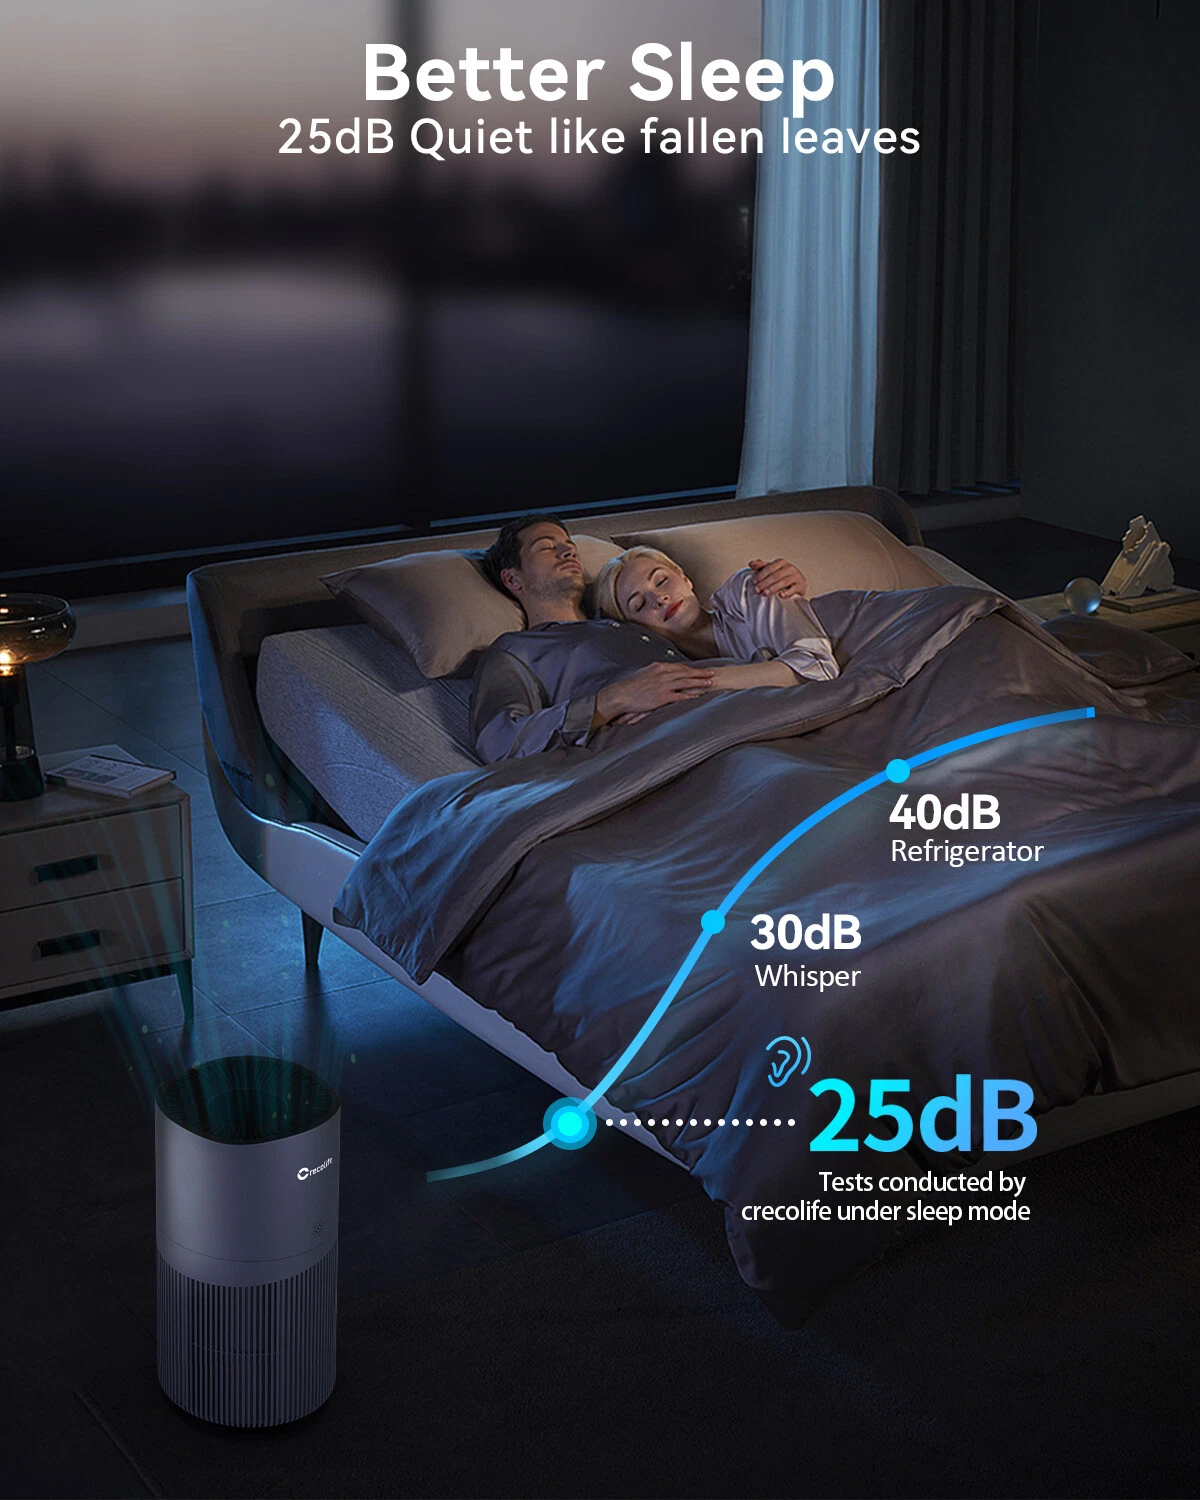 Better Sleep
25dB Quiet like fallen leaves
40dB
Refrigerator
30dB
Whisper
25dB
Tests conducted by
crecolife under sleep mode
Crecolife